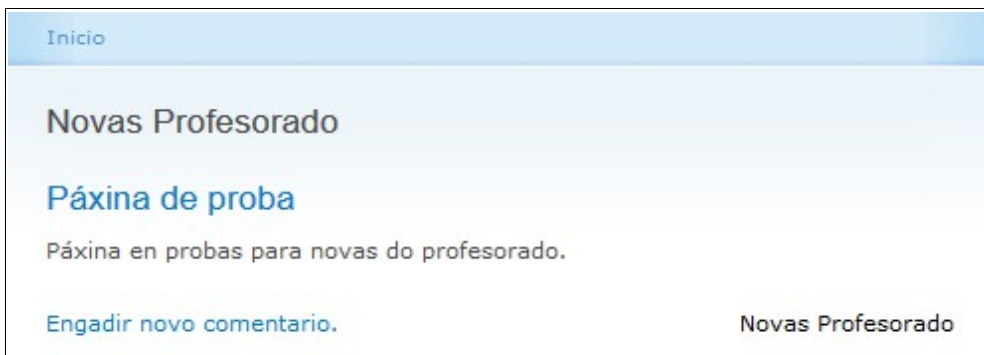 Inicio
Novas Profesorado
Páxina de proba
Páxina en probas para novas do profesorado.
Engadir novo comentario. Novas Profesorado